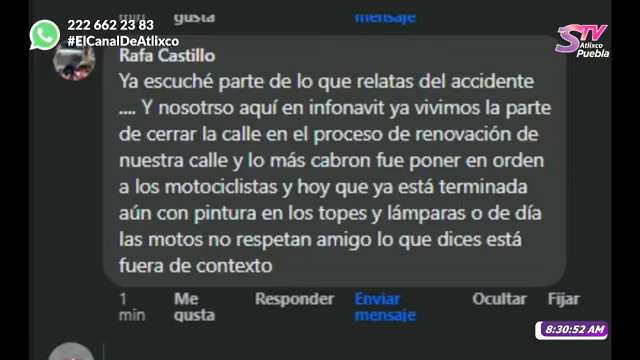 min gusta mensaje
222 662 23 83
#ElCanalDeAtlixco
STV
Atlixco
Puebla
Rafa Castillo
Ya escuché parte de lo que relatas del accidente
.... Y nosotrso aquí en infonavit ya vivimos la parte
de cerrar la calle en el proceso de renovación de
nuestra calle y lo más cabron fue poner en orden
a los motociclistas y hoy que ya está terminada
aún con pintura en los topes y lámparas o de día
las motos no respetan amigo lo que dices está
fuera de contexto
1 Me Responder Enviar Ocultar Fijar
min gusta mensaje
8:30:52 AM